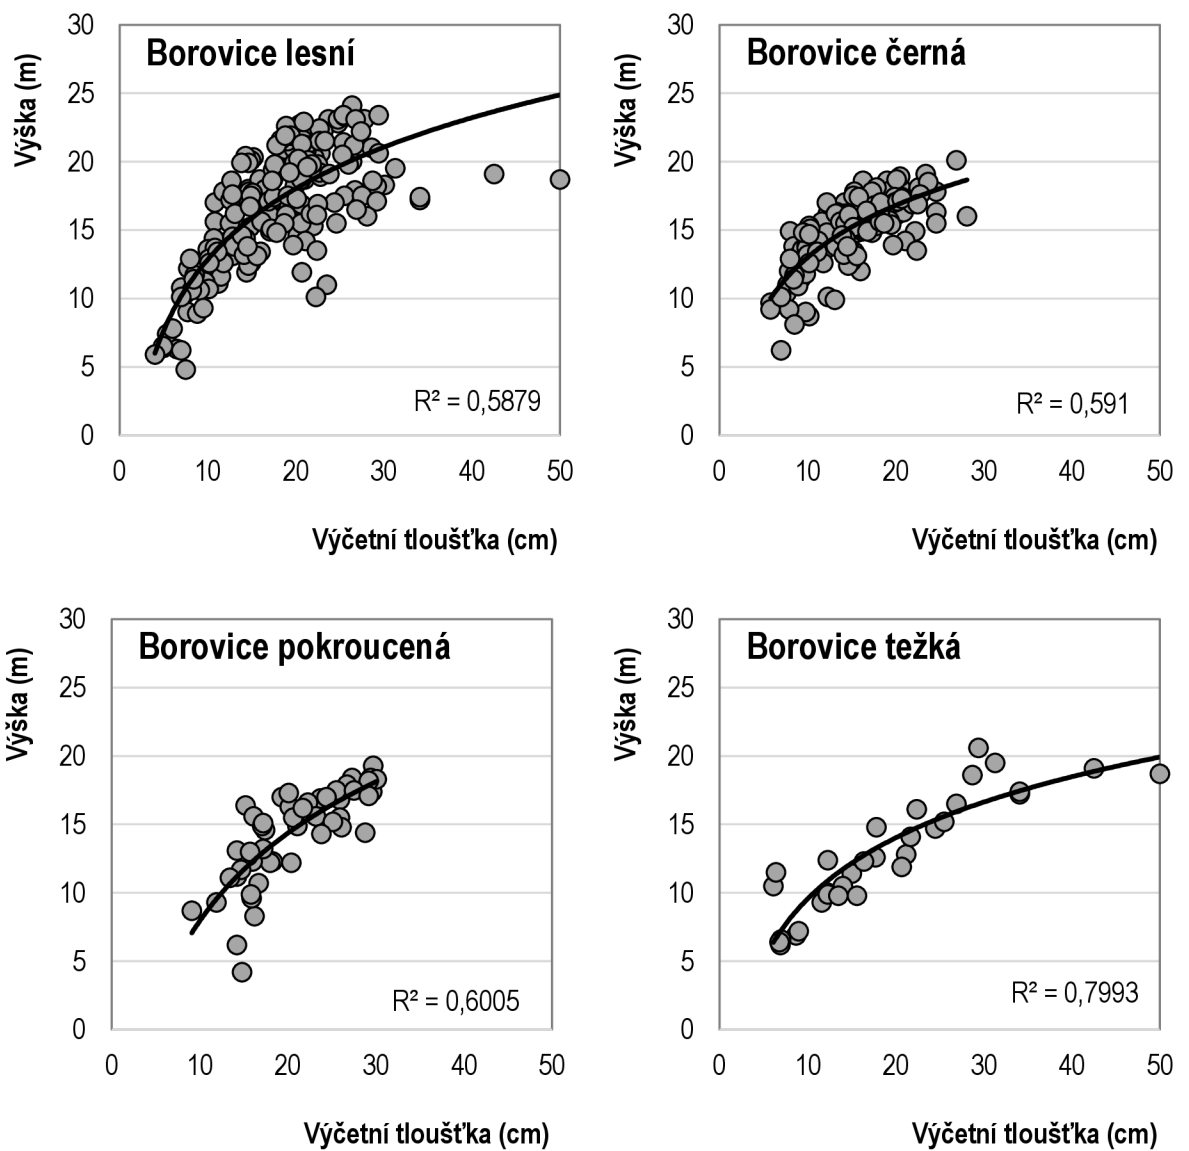 Borovice lesní
Výška (m)
30
25
20
15
10
5
0
R² = 0,5879
0 10 20 30 40 50
Výčetní tloušťka (cm)
Borovice černá
Výška (m)
30
25
20
15
10
5
0
R² = 0,591
0 10 20 30 40 50
Výčetní tloušťka (cm)
Borovice pokroucená
Výška (m)
30
25
20
15
10
5
0
R² = 0,6005
0 10 20 30 40 50
Výčetní tloušťka (cm)
Borovice težká
Výška (m)
30
25
20
15
10
5
0
R² = 0,7993
0 10 20 30 40 50
Výčetní tloušťka (cm)